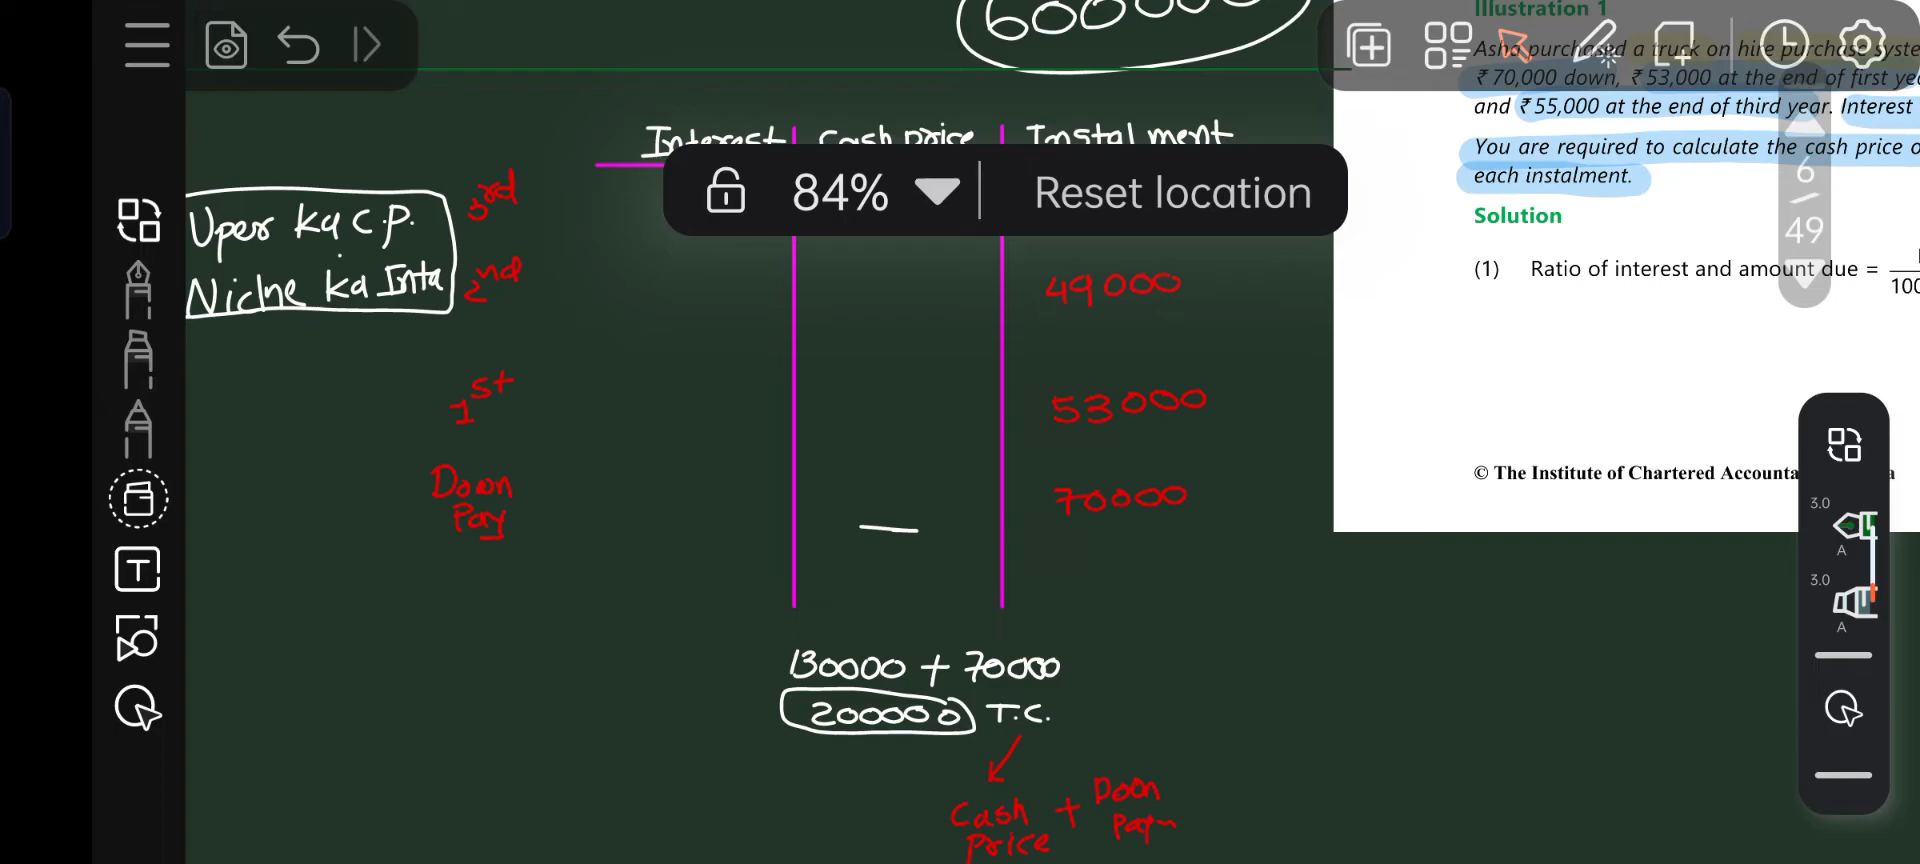 600000
Interest Cash price Instalment
84% Reset location
Uper ka C.P.
Niche ka Inta
3rd
2nd 49000
1st 53000
Down Pay 70000
130000 + 70000
200000 T.C.
Cash Price + Down Pay
Illustration 1
Asha purchased a truck on hire purchase syste
₹ 70,000 down, ₹ 53,000 at the end of first ye
and ₹ 55,000 at the end of third year. Interest
You are required to calculate the cash price o
each instalment.
Solution
(1) Ratio of interest and amount due =
100
© The Institute of Chartered Accounta a
6
49
3.0
A
3.0
A
T